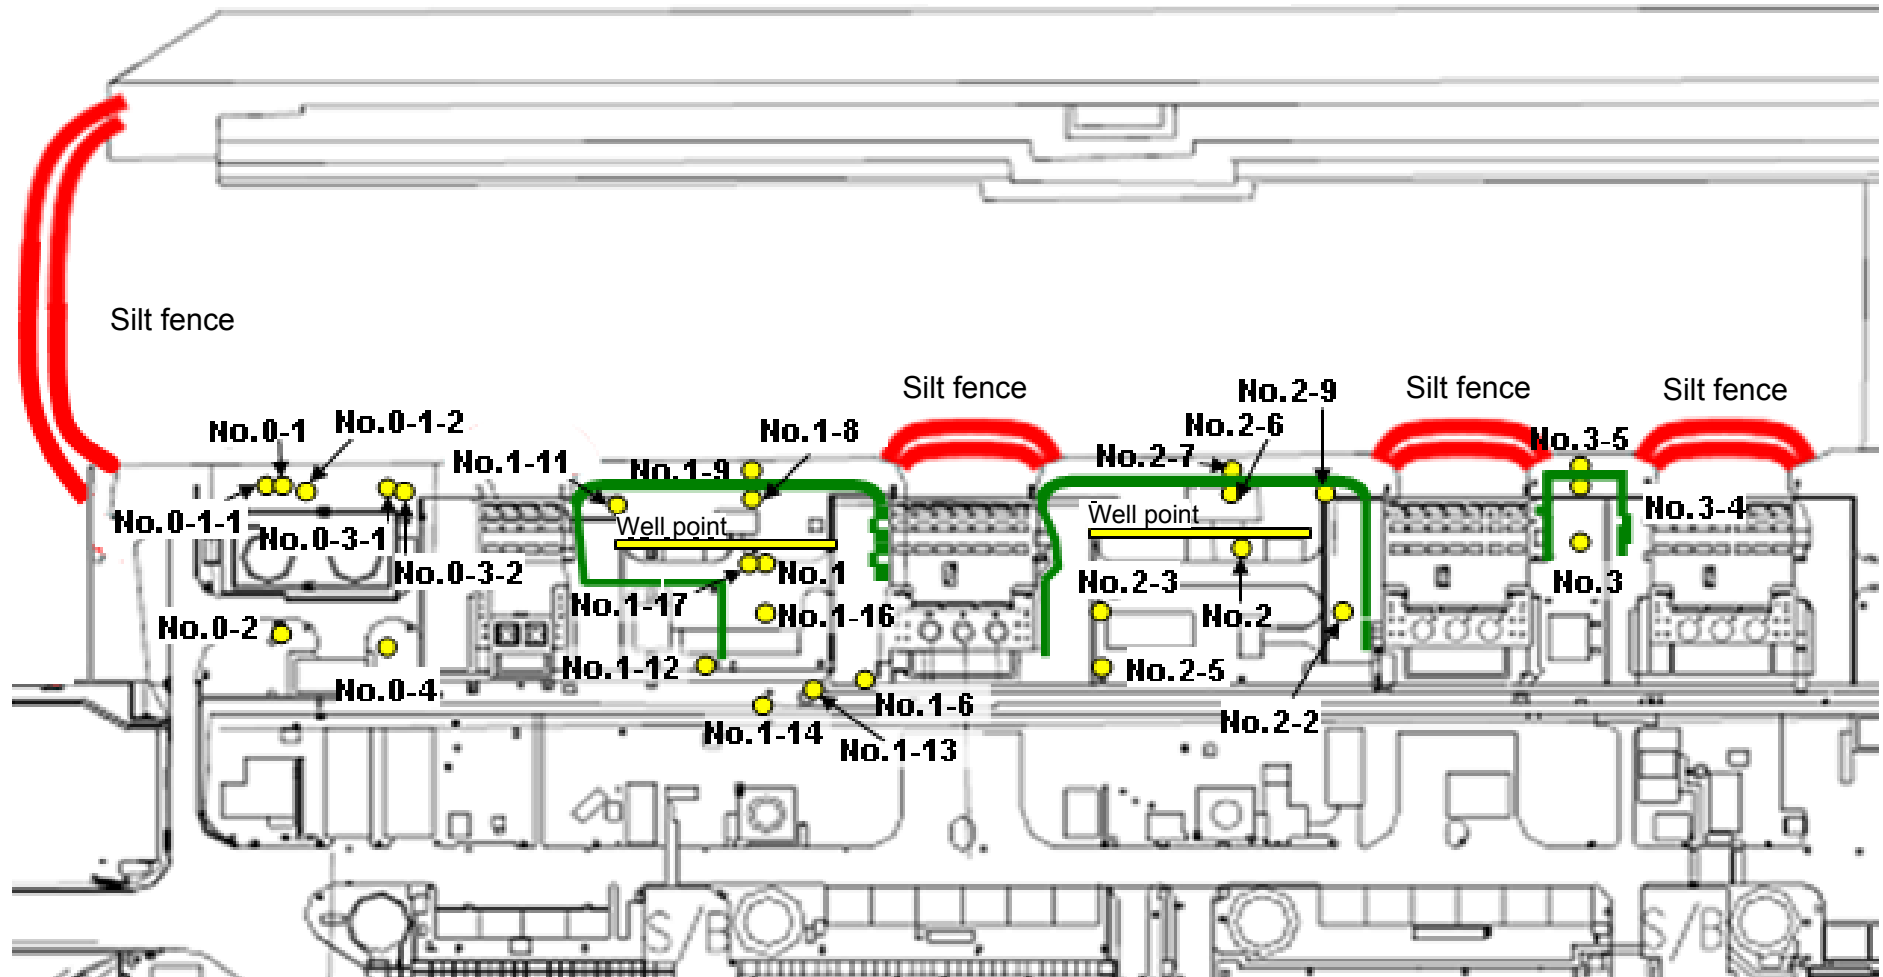 Silt fence
Silt fence
Silt fence
Silt fence
No.2-9
No.0-1
No.0-1-2
No.1-8
No.2-6
No.3-5
No.1-11
No.1-9
No.2-7
No.0-1-1
Well point
Well point
No.3-4
No.0-3-1
No.0-3-2
No.1
No.2-3
No.3
No.1-17
No.1-16
No.2
No.0-2
No.1-12
No.2-5
No.0-4
No.1-6
No.2-2
No.1-14
No.1-13
S/B
S/B